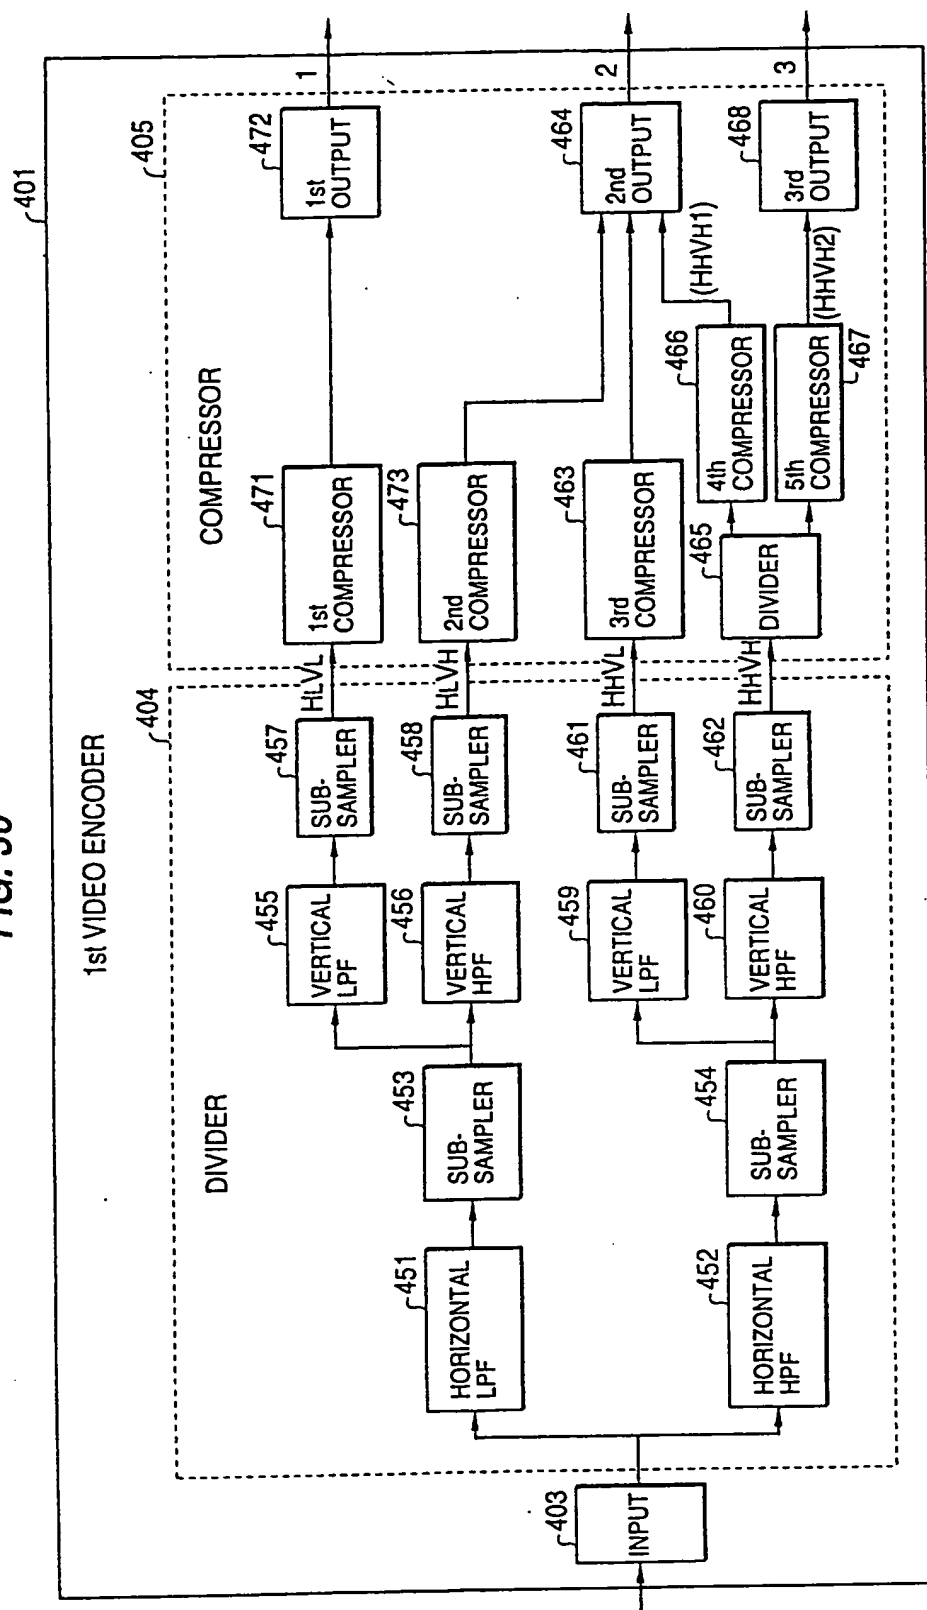 FIG. 30
401
1st VIDEO ENCODER
404
DIVIDER
405
COMPRESSOR
403
INPUT
451
HORIZONTAL
LPF
452
HORIZONTAL
HPF
453
SUB-
SAMPLER
454
SUB-
SAMPLER
455
VERTICAL
LPF
456
VERTICAL
HPF
459
VERTICAL
LPF
460
VERTICAL
HPF
457
SUB-
SAMPLER
458
SUB-
SAMPLER
461
SUB-
SAMPLER
462
SUB-
SAMPLER
HLVL
HLVH
HHVL
HHVH
471
1st
COMPRESSOR
473
2nd
COMPRESSOR
463
3rd
COMPRESSOR
465
DIVIDER
466
4th
COMPRESSOR
5th
COMPRESSOR
467
(HHVH1)
(HHVH2)
472
1st
OUTPUT
464
2nd
OUTPUT
468
3rd
OUTPUT
1
2
3